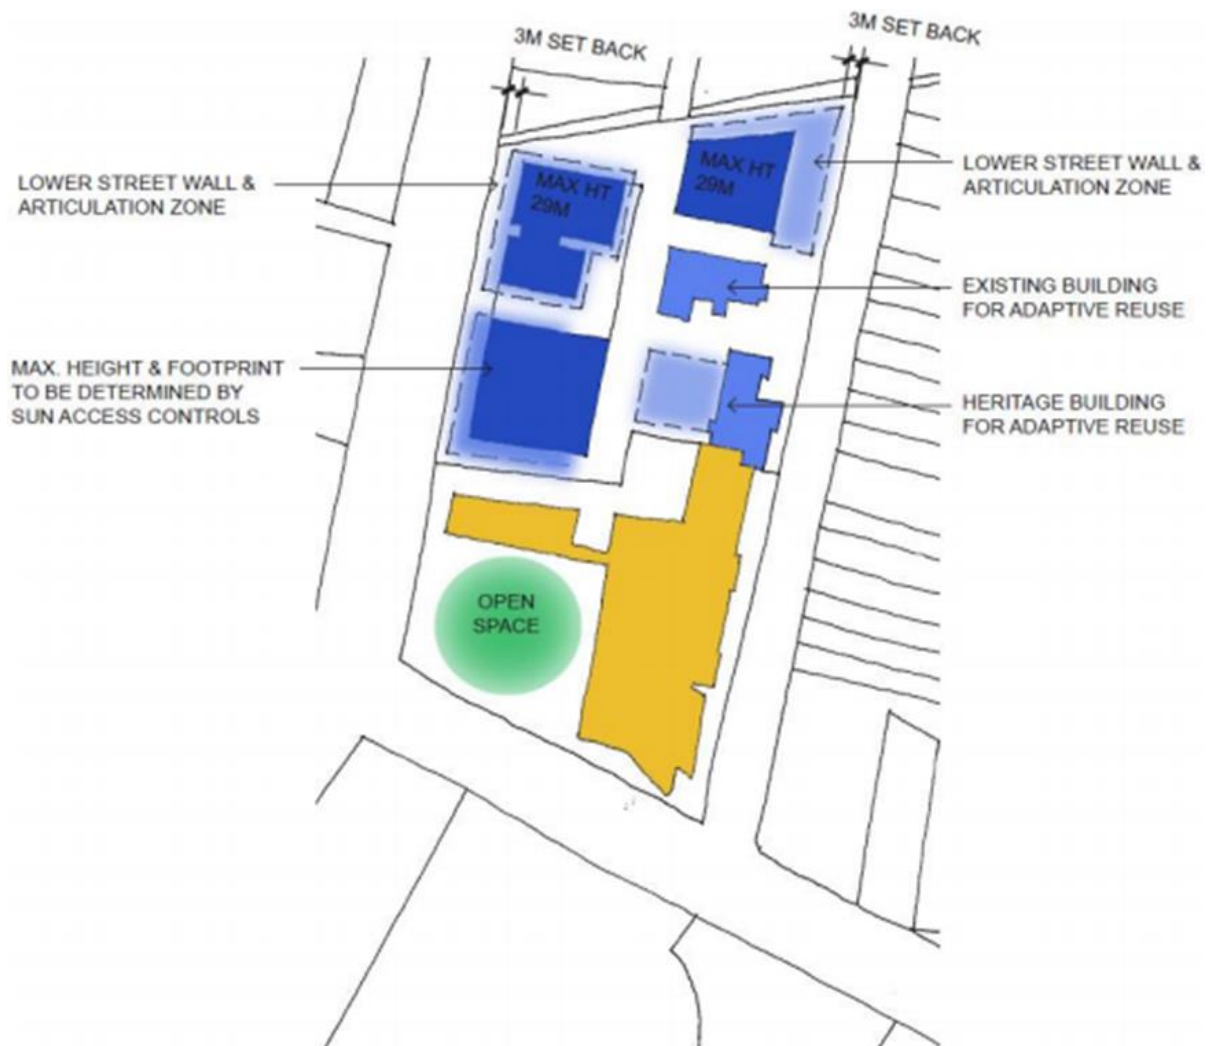 3M SET BACK
3M SET BACK
LOWER STREET WALL &
ARTICULATION ZONE
MAX HT
29M
MAX HT
29M
LOWER STREET WALL &
ARTICULATION ZONE
EXISTING BUILDING
FOR ADAPTIVE REUSE
MAX. HEIGHT & FOOTPRINT
TO BE DETERMINED BY
SUN ACCESS CONTROLS
HERITAGE BUILDING
FOR ADAPTIVE REUSE
OPEN
SPACE